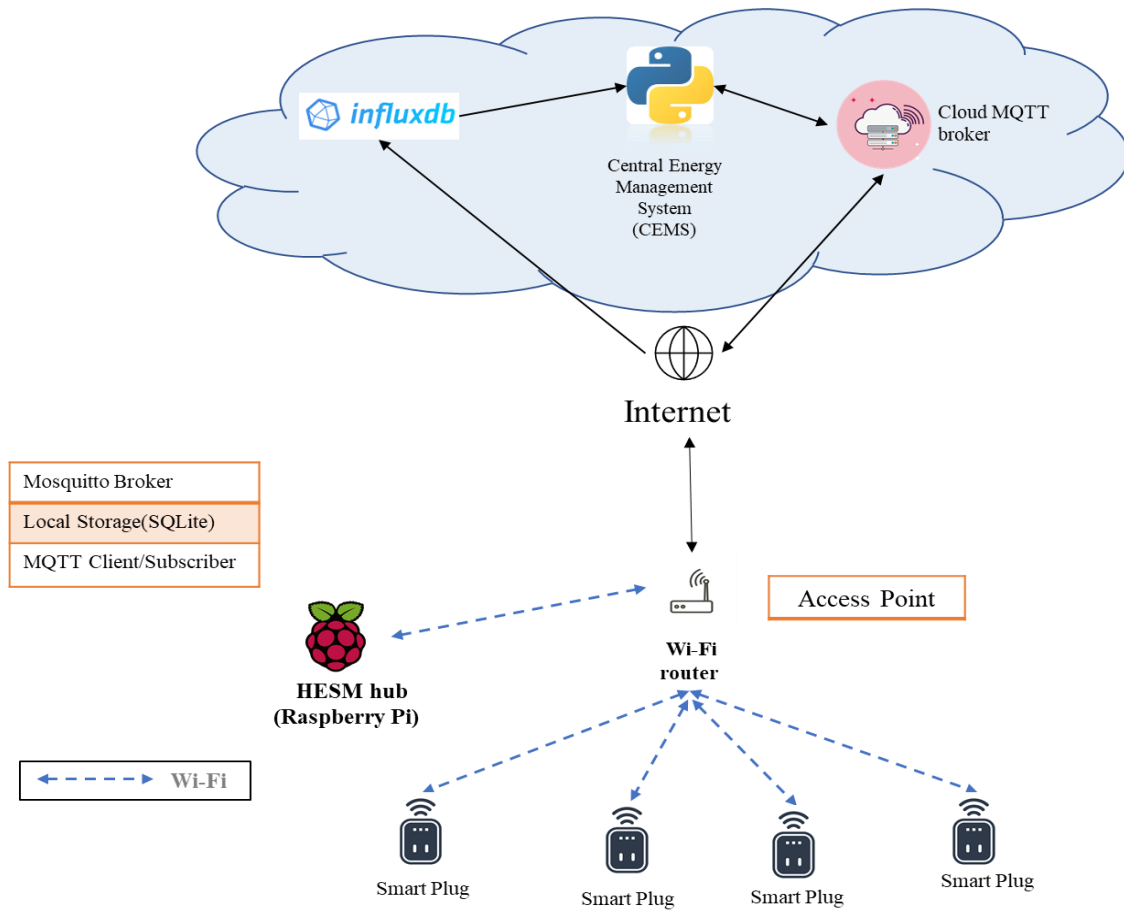 influxdb
Central Energy
Management
System
(CEMS)
Cloud MQTT
broker
Internet
Mosquitto Broker
Local Storage(SQLite)
MQTT Client/Subscriber
Access Point
Wi-Fi
router
HESM hub
(Raspberry Pi)
Wi-Fi
Smart Plug
Smart Plug
Smart Plug
Smart Plug